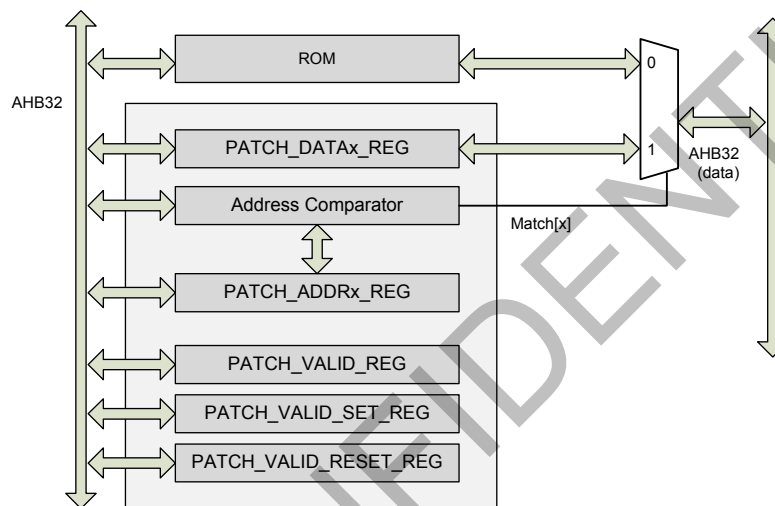 ROM
0
AHB32
PATCH_DATAx_REG
1
AHB32
(data)
Address Comparator
Match[x]
PATCH_ADDRx_REG
PATCH_VALID_REG
PATCH_VALID_SET_REG
PATCH_VALID_RESET_REG